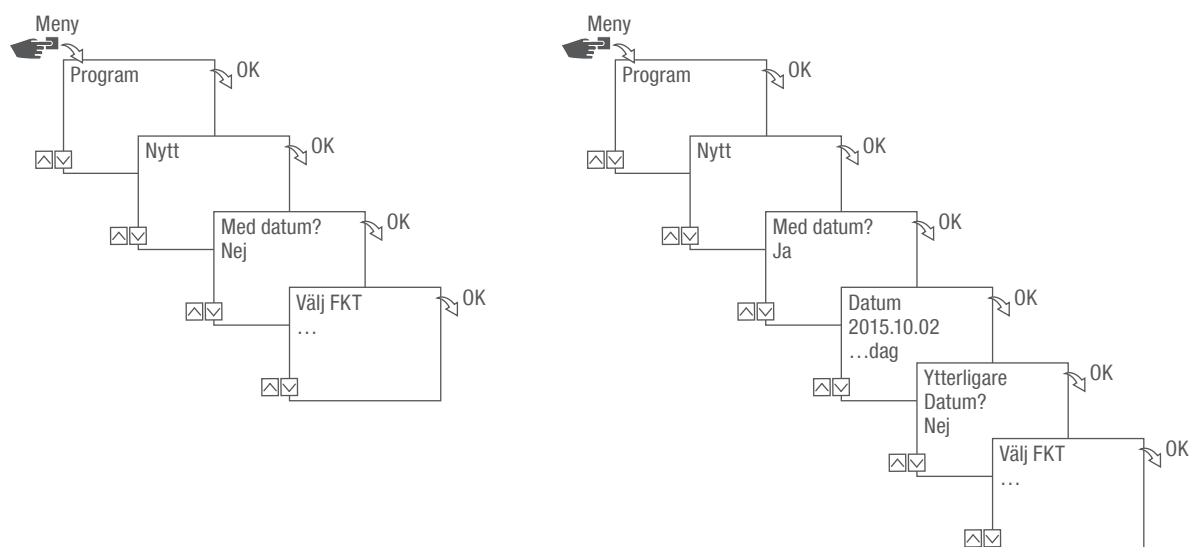 Meny
Program
OK
Nytt
OK
Med datum?
Nej
OK
Välj FKT
...
OK
Meny
Program
OK
Nytt
OK
Med datum?
Ja
OK
Datum
2015.10.02
...dag
OK
Ytterligare
Datum?
Nej
OK
Välj FKT
...
OK